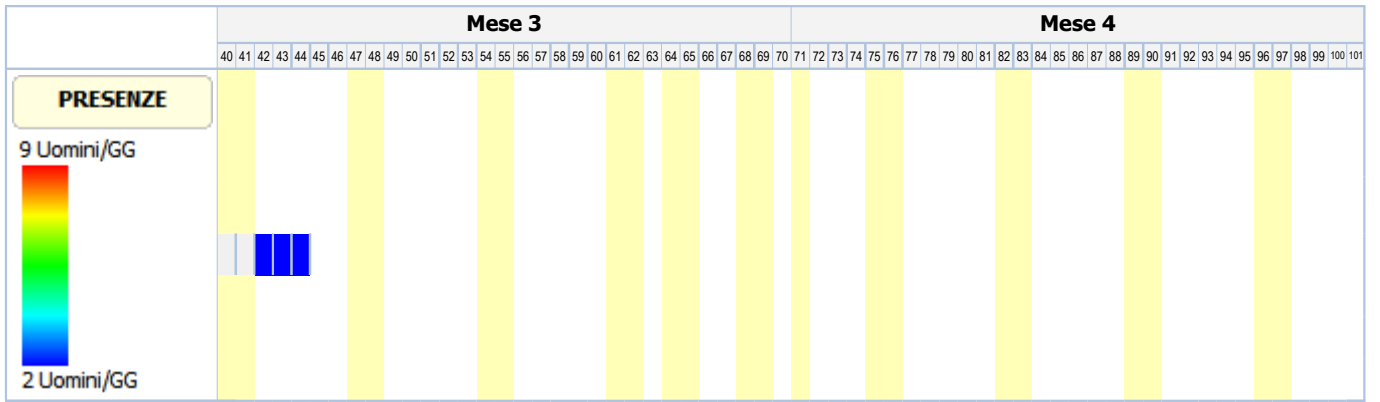 Mese 3 Mese 4
40 41 42 43 44 45 46 47 48 49 50 51 52 53 54 55 56 57 58 59 60 61 62 63 64 65 66 67 68 69 70 71 72 73 74 75 76 77 78 79 80 81 82 83 84 85 86 87 88 89 90 91 92 93 94 95 96 97 98 99 100 101
PRESENZE
9 Uomini/GG
2 Uomini/GG